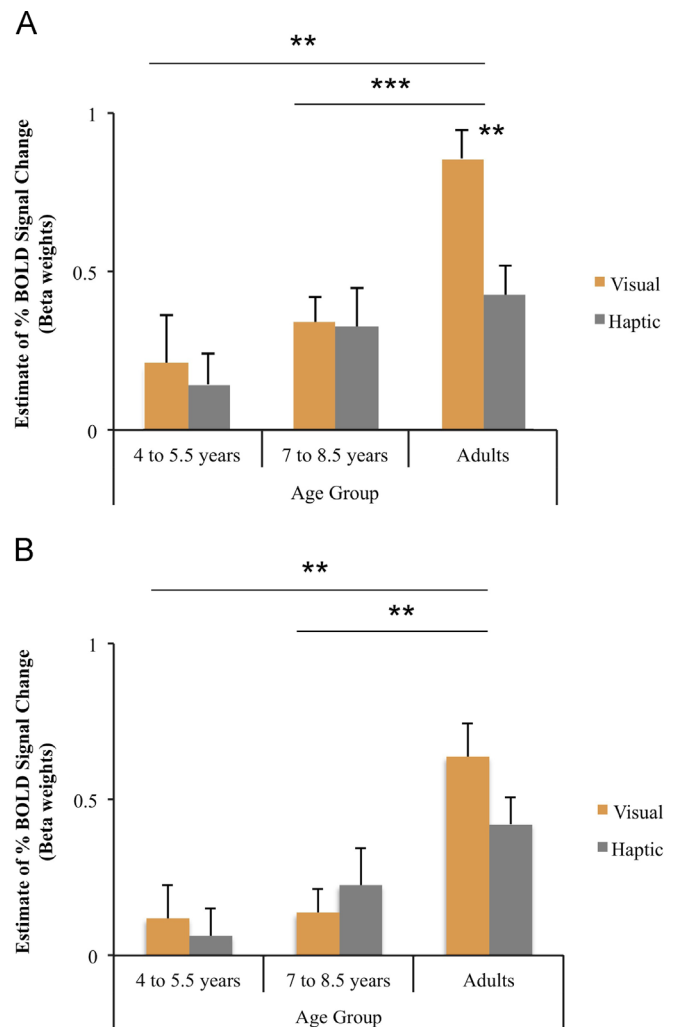 A
**
***
**
1
0.5
0
Estimate of % BOLD Signal Change
(Beta weights)
Visual
Haptic
4 to 5.5 years 7 to 8.5 years Adults
Age Group
B
**
**
1
0.5
0
Estimate of % BOLD Signal Change
(Beta weights)
Visual
Haptic
4 to 5.5 years 7 to 8.5 years Adults
Age Group